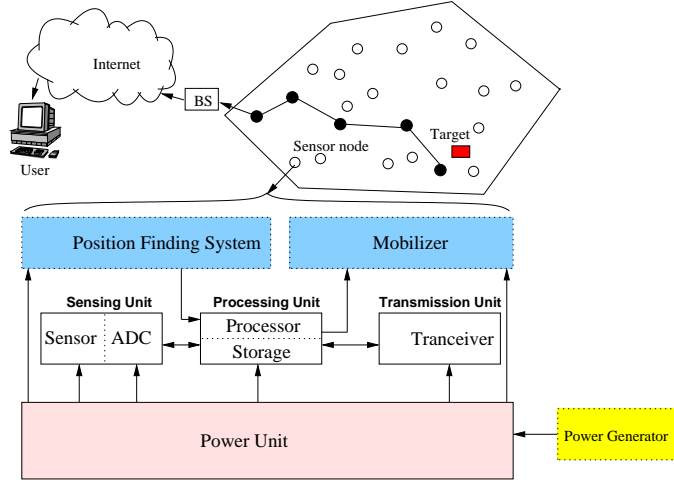 Internet
BS
Target
Sensor node
User
Position Finding System
Mobilizer
Sensing Unit
Processing Unit
Transmission Unit
Sensor
ADC
Processor
Storage
Tranceiver
Power Unit
Power Generator